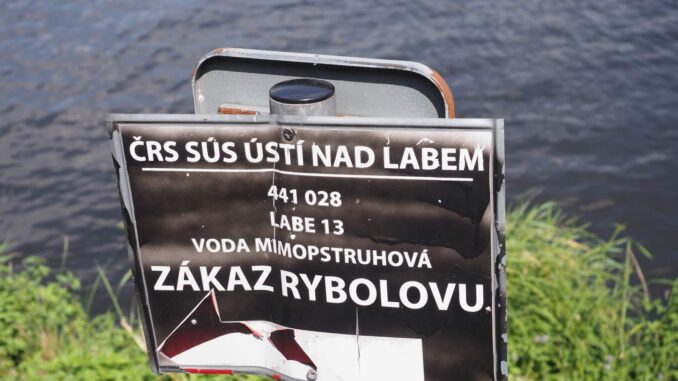 ČRS SÚS ÚSTÍ NAD LABEM
441 028
LABE 13
VODA MIMOPSTRUHOVÁ
ZÁKAZ RYBOLOVU